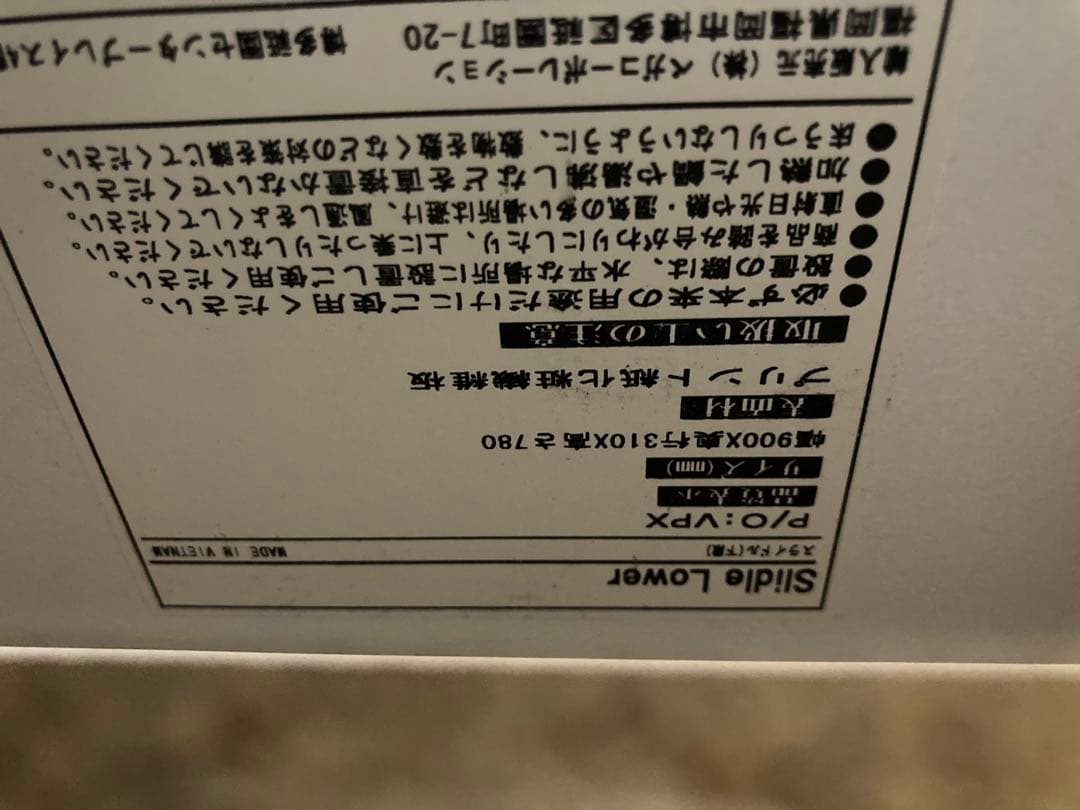 Slidle Lower
スライドル(下置) MADE IN VIETNAM
P/O:VPX
品質表示
サイズ(mm)
幅900X奥行310X高さ780
表面材
プリント紙化粧繊維板
取扱い上の注意
●必ず本来の用途だけにご使用ください。
●設置の際は、水平な場所に設置しご使用ください。
●商品を踏み台がわりにしたり、上に乗ったりしないでください。
●直射日光や熱・湿気の多い場所は避け、風通しをよくしてください。
●加熱した鍋や湯沸しなどを直接置かないでください。
●床うつりしないように、敷物を敷くなどの対策を講じてください。
輸入販売元(株)ベガコーポレーション
福岡県福岡市博多区祇園町7-20 博多祇園センタープレイス4